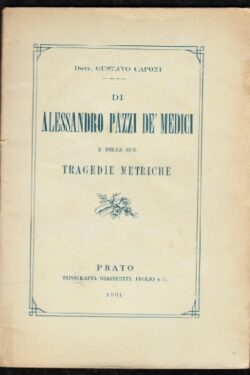 Dott. GUSTAVO CAPONI
DI
ALESSANDRO PAZZI DE' MEDICI
E DELLE SUE
TRAGEDIE METRICHE
PRATO
TIPOGRAFIA GIACHETTI, FIGLIO e C.
1901